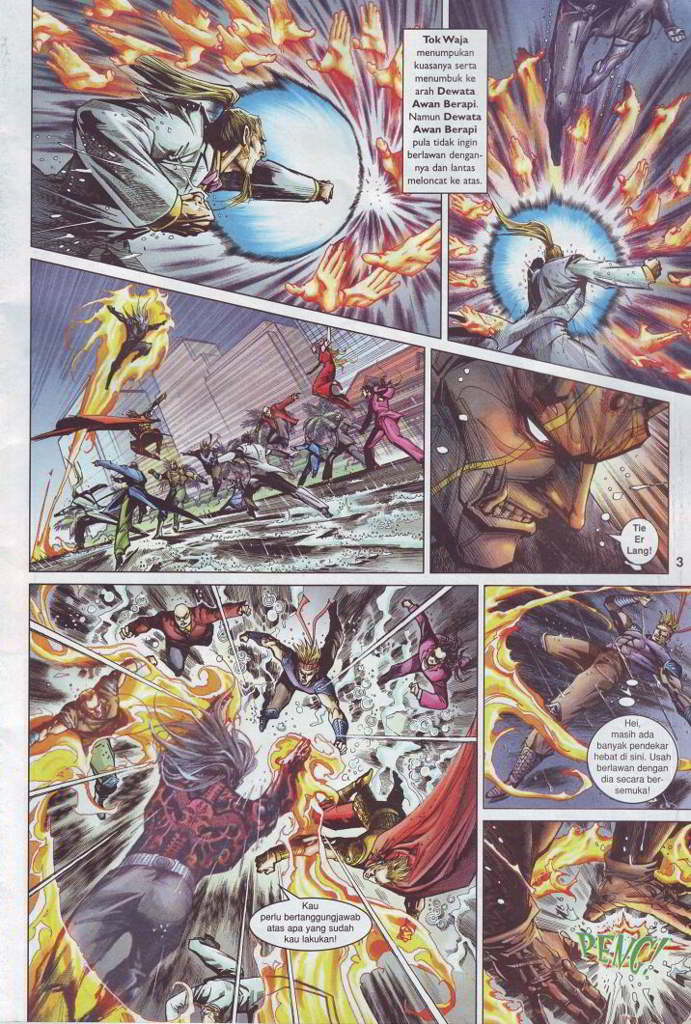 Tok Waja
menumpukan
kuasanya serta
menumbuk ke
arah Dewata
Awan Berapi.
Namun Dewata
Awan Berapi
pula tidak ingin
berlawan dengan-
nya dan lantas
meloncat ke atas.
Tie
Er
Lang!
3
Kau
perlu bertanggungjawab
atas apa yang sudah
kau lakukan!
Hei,
masih ada
banyak pendekar
hebat di sini. Usah
berlawan dengan
dia secara ber-
semuka!
PENG!